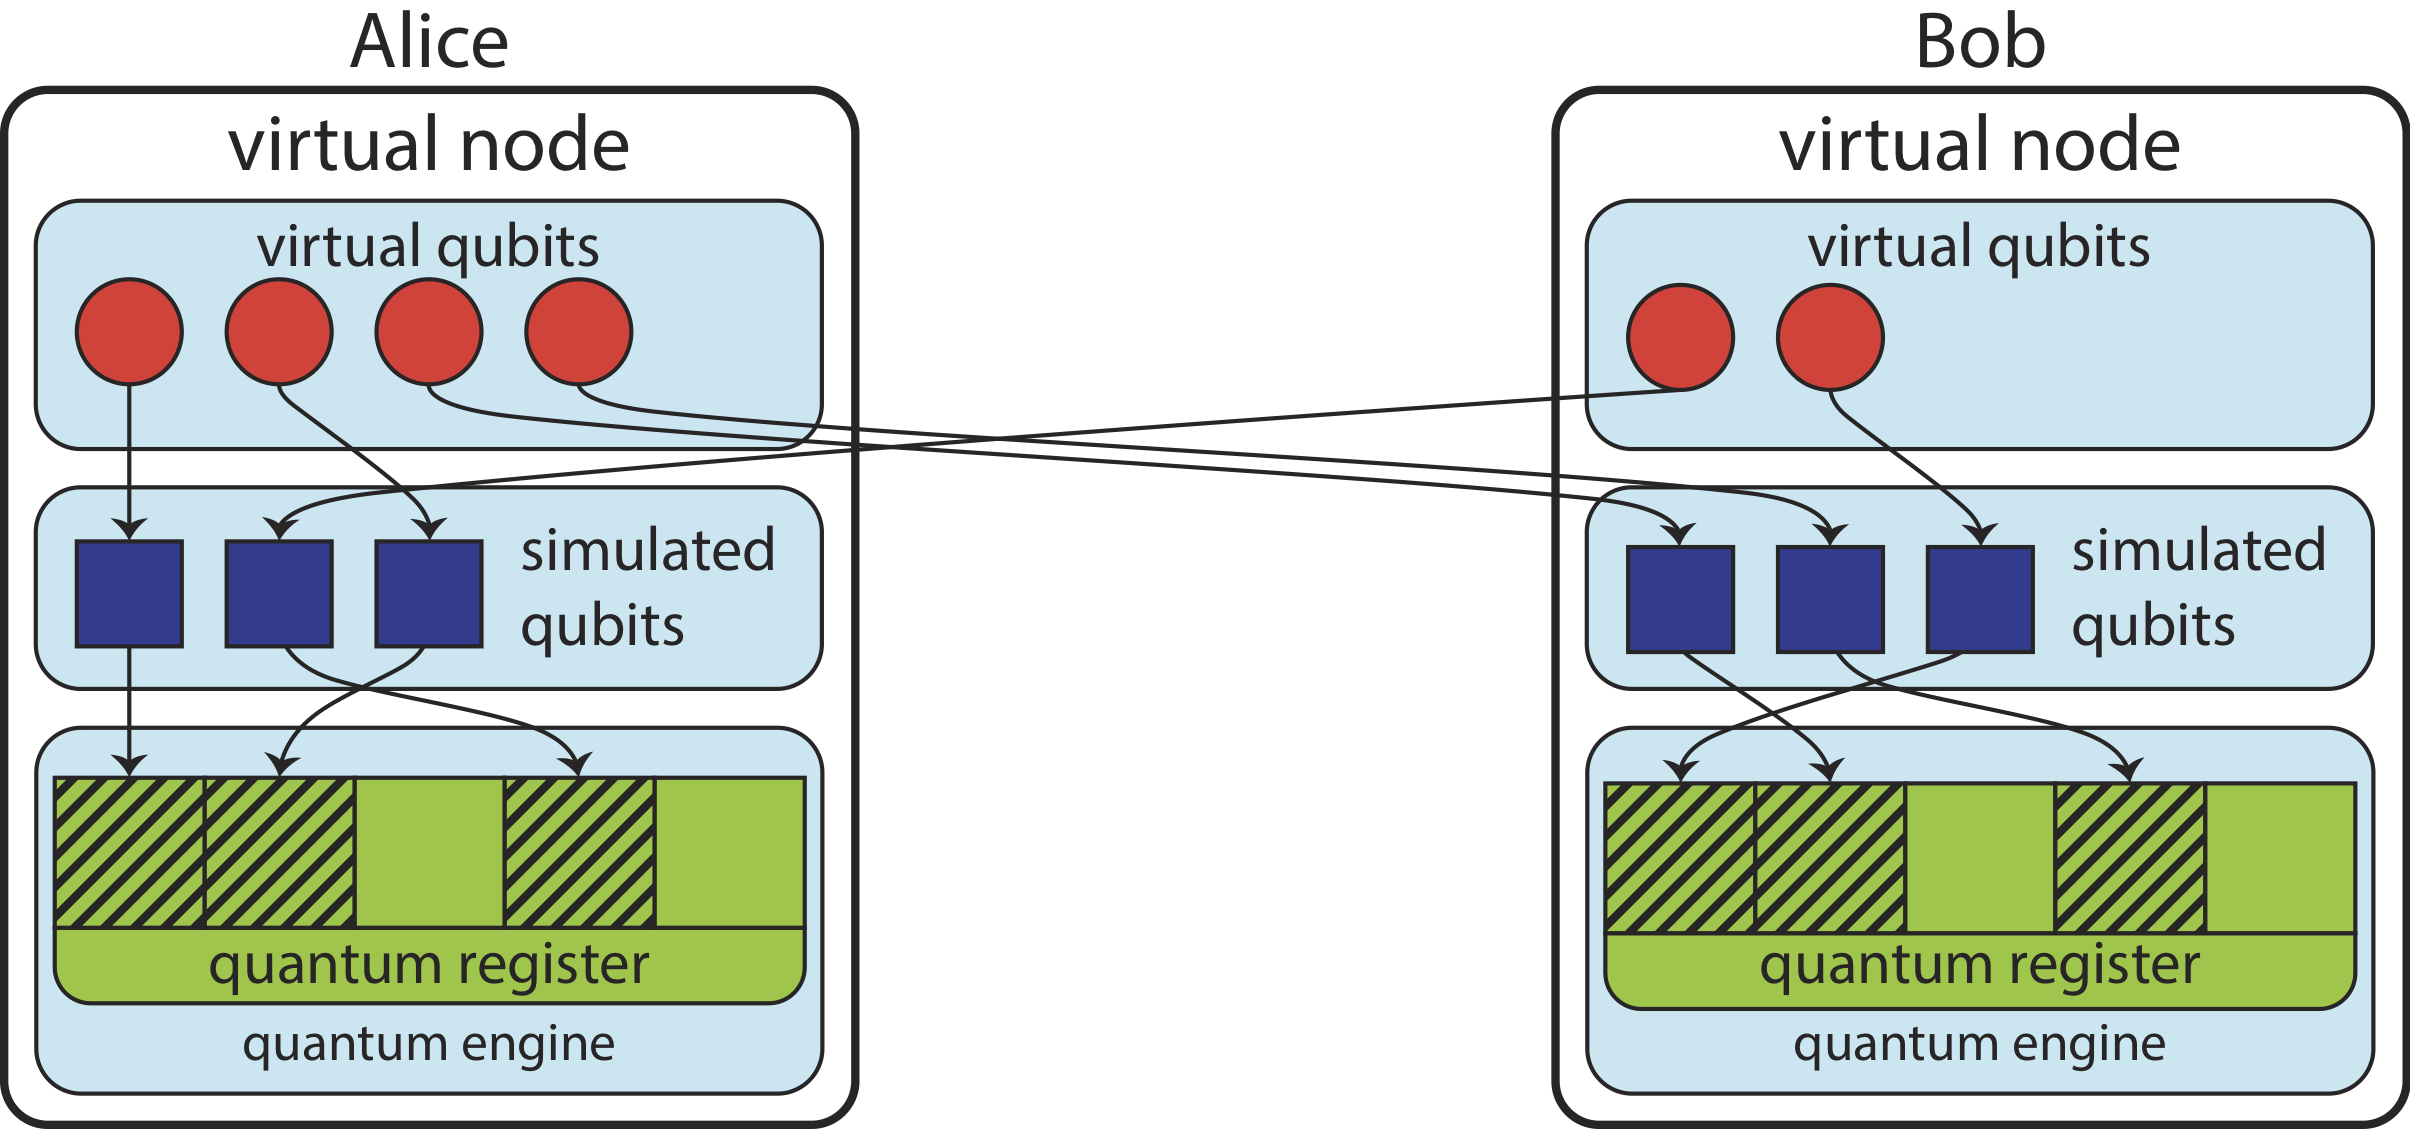 Alice
virtual node
virtual qubits
simulated
qubits
quantum register
quantum engine
Bob
virtual node
virtual qubits
simulated
qubits
quantum register
quantum engine